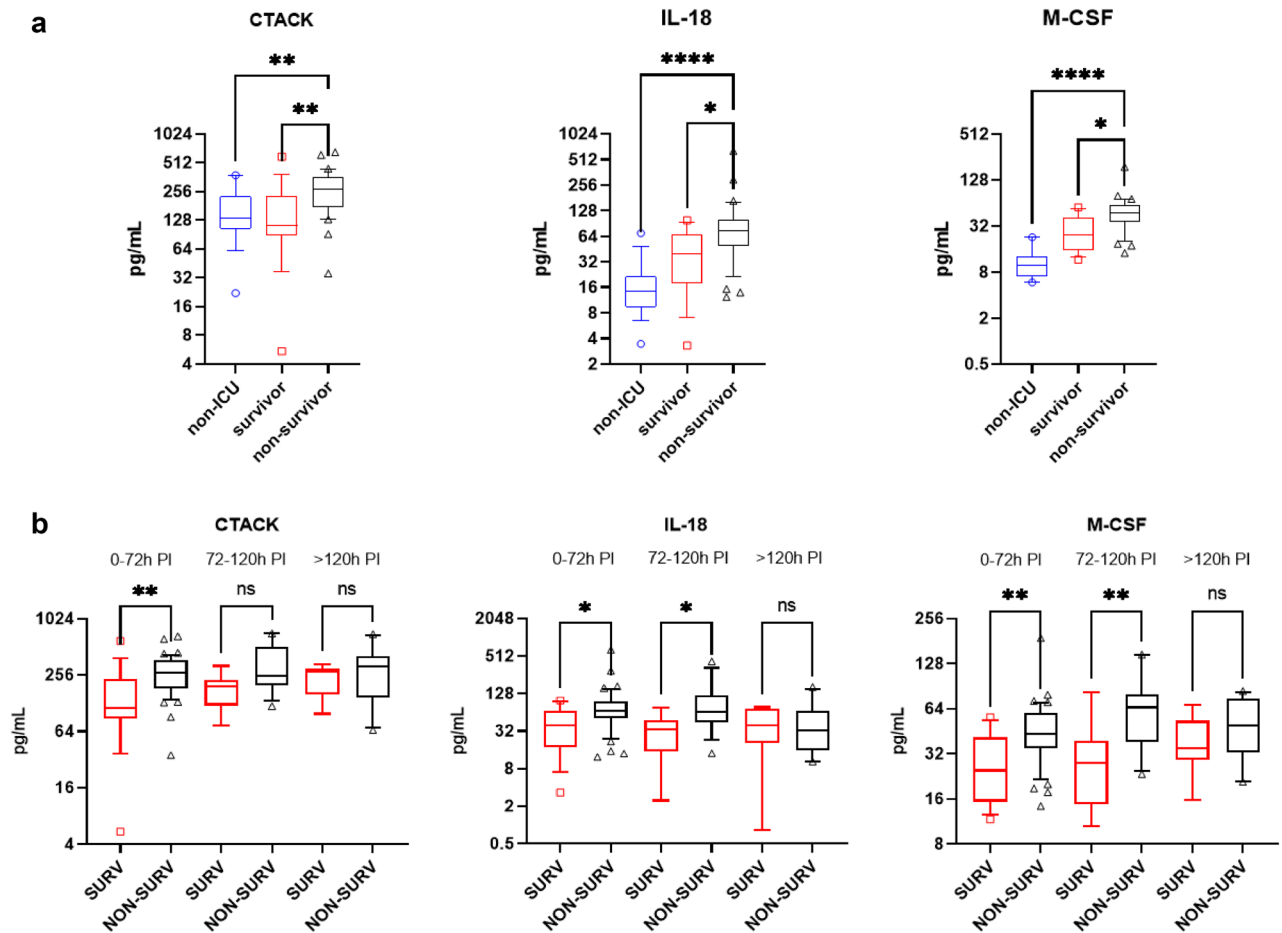 a
CTACK
IL-18
M-CSF
**
**
pg/mL
1024
512
256
128
64
32
16
8
4
non-ICU
survivor
non-survivor
****
*
pg/mL
1024
512
256
128
64
32
16
8
4
2
non-ICU
survivor
non-survivor
****
*
pg/mL
512
128
32
8
2
0.5
non-ICU
survivor
non-survivor
b
CTACK
0-72h PI 72-120h PI >120h PI
** ns ns
pg/mL
1024
256
64
16
4
SURV
NON-SURV
SURV
NON-SURV
SURV
NON-SURV
IL-18
0-72h PI 72-120h PI >120h PI
* * ns
pg/mL
2048
512
128
32
8
2
0.5
SURV
NON-SURV
SURV
NON-SURV
SURV
NON-SURV
M-CSF
0-72h PI 72-120h PI >120h PI
** ** ns
pg/mL
256
128
64
32
16
8
SURV
NON-SURV
SURV
NON-SURV
SURV
NON-SURV